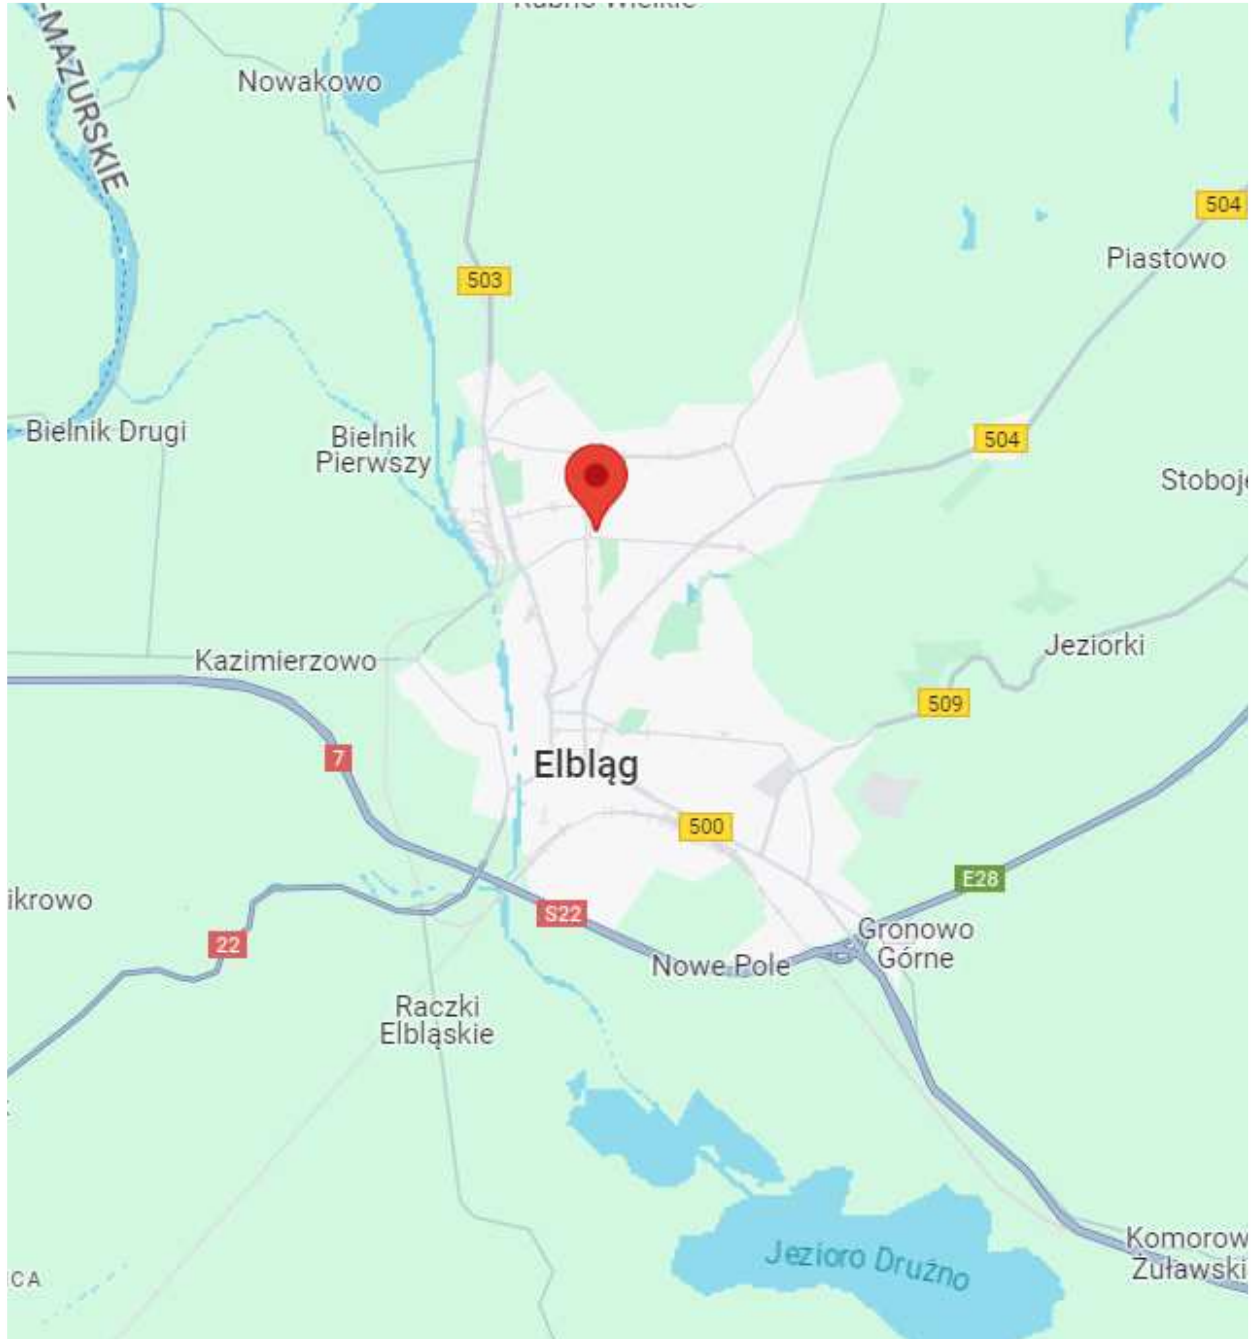 -MAZURSKIE
Nowakowo
504
Piastowo
503
Bielnik Drugi
Bielnik
Pierwszy
504
Kazimierzowo
Jeziorki
509
7
Elbląg
500
E28
ikrowo
S22
22
Gronowo
Górne
Nowe Pole
Raczki
Elbląskie
Jezioro Drużno
Komorow
Żuławski
CA